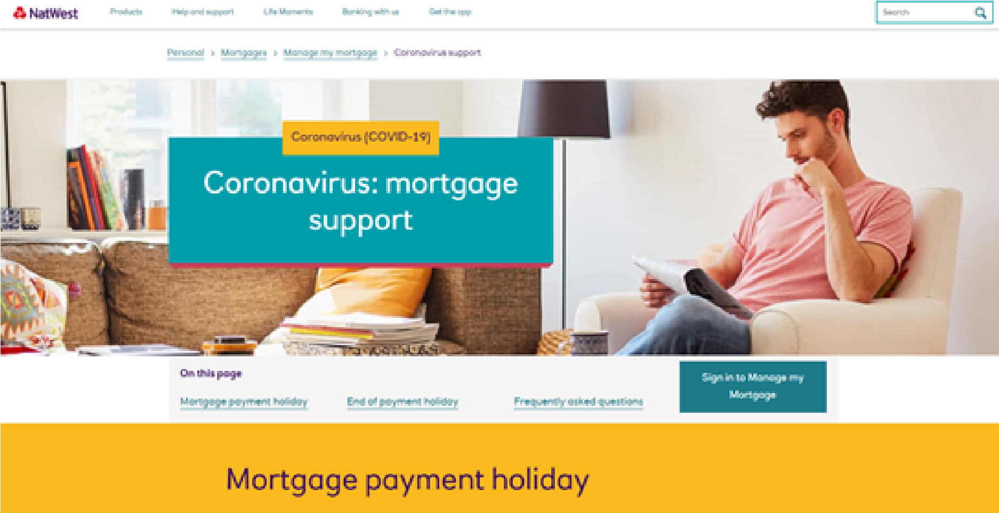 NatWest Products Help and support Life Moments Banking with us Get the app Search
Personal > Mortgages > Manage my mortgage > Coronavirus support
Coronavirus (COVID-19)
Coronavirus: mortgage
support
On this page
Mortgage payment holiday End of payment holiday Frequently asked questions
Sign in to Manage my
Mortgage
Mortgage payment holiday